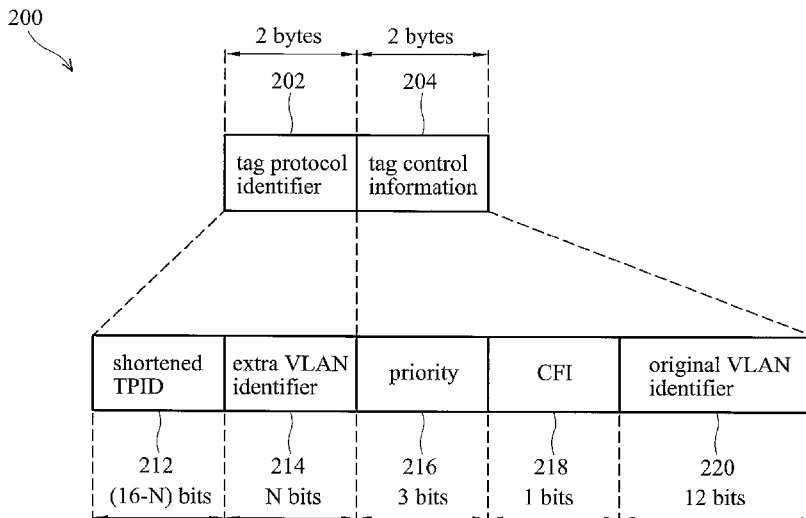 200
2 bytes 2 bytes
202 204
tag protocol identifier
tag control information
shortened TPID
extra VLAN identifier
priority
CFI
original VLAN identifier
212 214 216 218 220
(16-N) bits N bits 3 bits 1 bits 12 bits